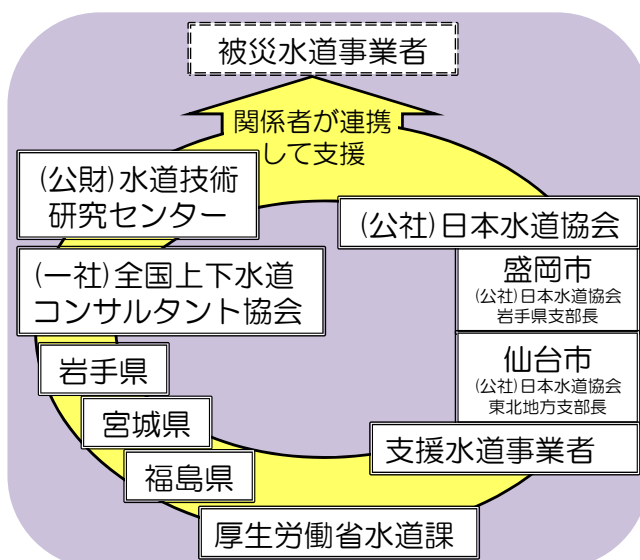 被災水道事業者
関係者が連携
して支援
(公財)水道技術
研究センター
(公社)日本水道協会
(一社)全国上下水道
コンサルタント協会
盛岡市
(公社)日本水道協会
岩手県支部長
仙台市
(公社)日本水道協会
東北地方支部長
岩手県
宮城県
福島県
支援水道事業者
厚生労働省水道課